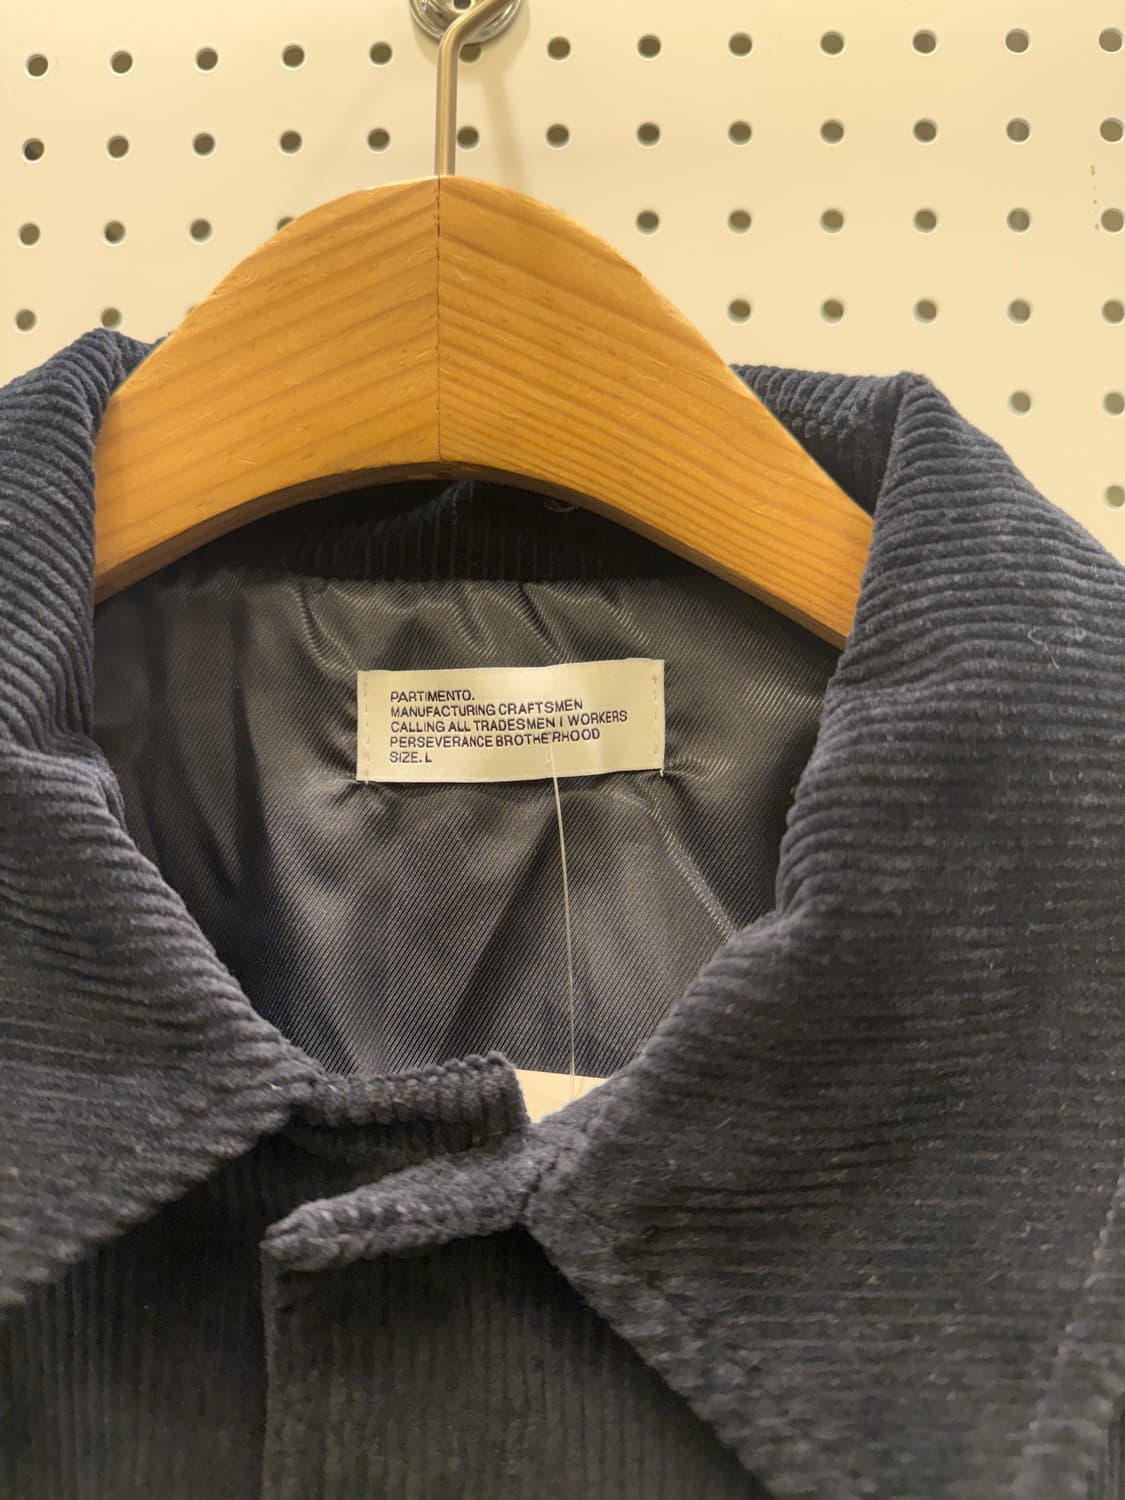 PARTIMENTO.
MANUFACTURING CRAFTSMEN
CALLING ALL TRADESMEN I WORKERS
PERSEVERANCE BROTHERHOOD
SIZE. L